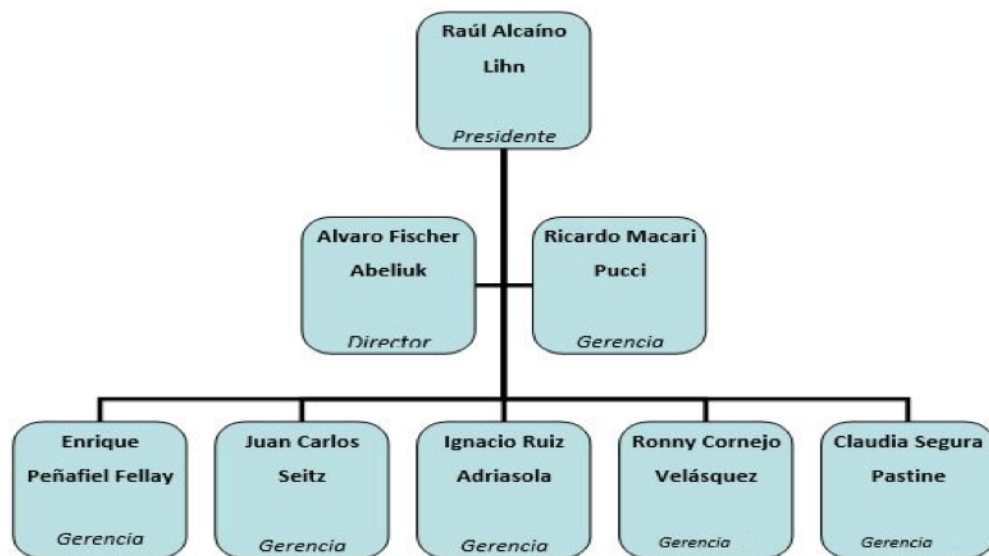 Raúl Alcaíno
Lihn
Presidente
Alvaro Fischer
Abeliuk
Director
Ricardo Macari
Pucci
Gerencia
Enrique
Peñafiel Fellay
Gerencia
Juan Carlos
Seitz
Gerencia
Ignacio Ruiz
Adriasola
Gerencia
Ronny Cornejo
Velásquez
Gerencia
Claudia Segura
Pastine
Gerencia